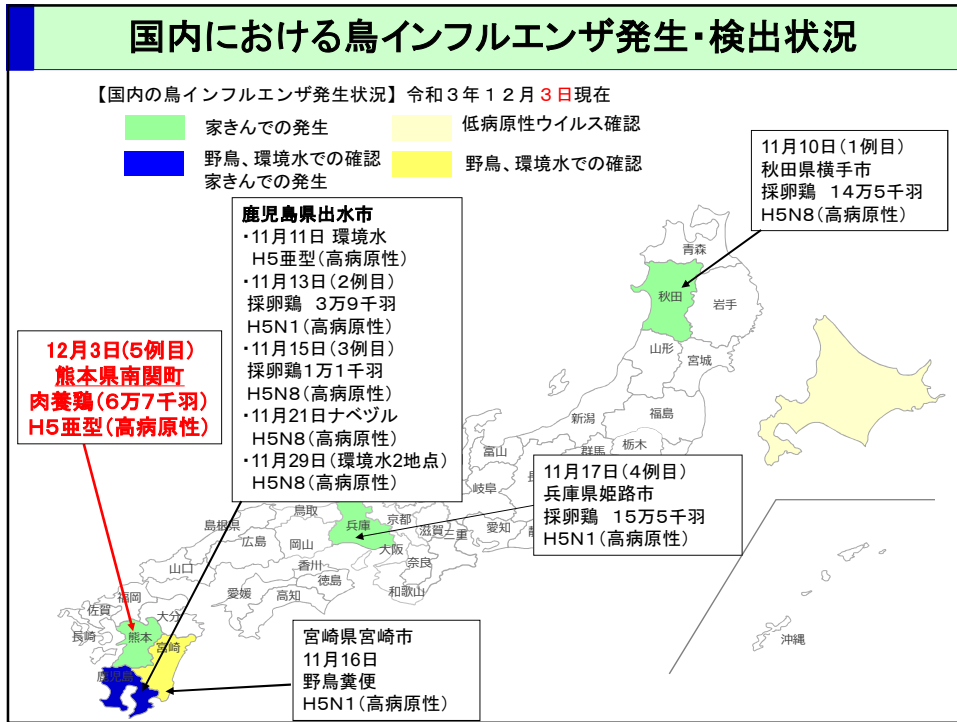 国内における鳥インフルエンザ発生・検出状況
【国内の鳥インフルエンザ発生状況】 令和３年１２月３日現在
家きんでの発生
低病原性ウイルス確認
野鳥、環境水での確認
家きんでの発生
野鳥、環境水での確認
11月10日（1例目）
秋田県横手市
採卵鶏　14万5千羽
H5N8（高病原性）
鹿児島県出水市
・11月11日 環境水
H5亜型（高病原性）
・11月13日（2例目）
採卵鶏　3万9千羽
H5N1（高病原性）
・11月15日（3例目）
採卵鶏1万1千羽
H5N8（高病原性）
・11月21日ナベヅル
H5N8（高病原性）
・11月29日（環境水2地点）
H5N8（高病原性）
12月3日（5例目）
熊本県南関町
肉養鶏（6万7千羽）
H5亜型（高病原性）
11月17日（4例目）
兵庫県姫路市
採卵鶏　15万5千羽
H5N1（高病原性）
宮崎県宮崎市
11月16日
野鳥糞便
H5N1（高病原性）
青森
秋田
岩手
山形
宮城
新潟
福島
富山
群馬
栃木
岐阜
鳥取
兵庫
京都
滋賀
三重
愛知
島根県
広島
岡山
大阪
奈良
山口
香川
徳島
和歌山
愛媛
高知
福岡
佐賀
大分
長崎
熊本
宮崎
鹿児島
沖縄